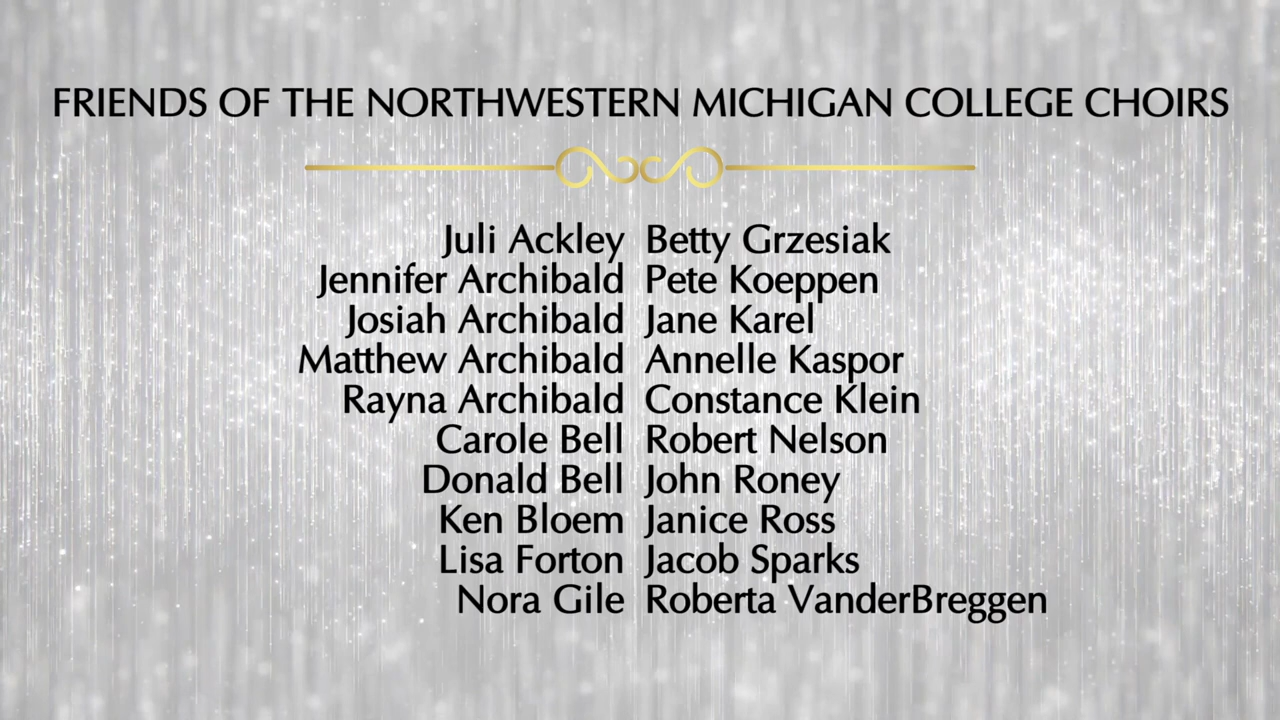 FRIENDS OF THE NORTHWESTERN MICHIGAN COLLEGE CHOIRS
Juli Ackley
Jennifer Archibald
Josiah Archibald
Matthew Archibald
Rayna Archibald
Carole Bell
Donald Bell
Ken Bloem
Lisa Forton
Nora Gile
Betty Grzesiak
Pete Koeppen
Jane Karel
Annelle Kaspor
Constance Klein
Robert Nelson
John Roney
Janice Ross
Jacob Sparks
Roberta VanderBreggen